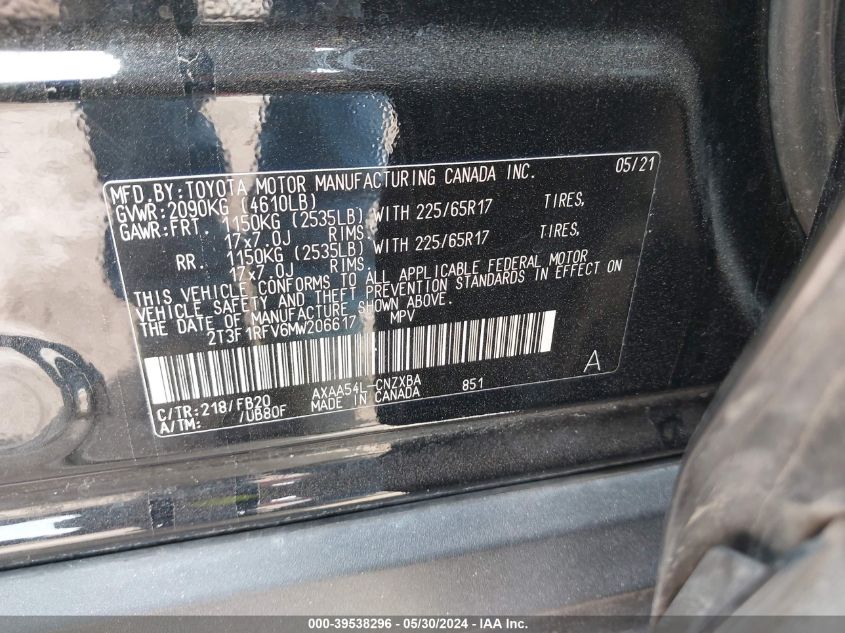 MFD.BY:TOYOTA MOTOR MANUFACTURING CANADA INC. 05/21
GVWR:2090KG (4610LB)
GAWR:FRT. 1150KG (2535LB) WITH 225/65R17 TIRES,
17x7.0J RIMS
RR. 1150KG (2535LB) WITH 225/65R17 TIRES,
17x7.0J RIMS.
THIS VEHICLE CONFORMS TO ALL APPLICABLE FEDERAL MOTOR
VEHICLE SAFETY AND THEFT PREVENTION STANDARDS IN EFFECT ON
THE DATE OF MANUFACTURE SHOWN ABOVE.
2T3F1RFV6MW206617 MPV
C/TR:218/FB20 AXAA54L-CNZXBA 851 A
A/TM: /UB80F MADE IN CANADA
000-39538296 - 05/30/2024 - IAA Inc.